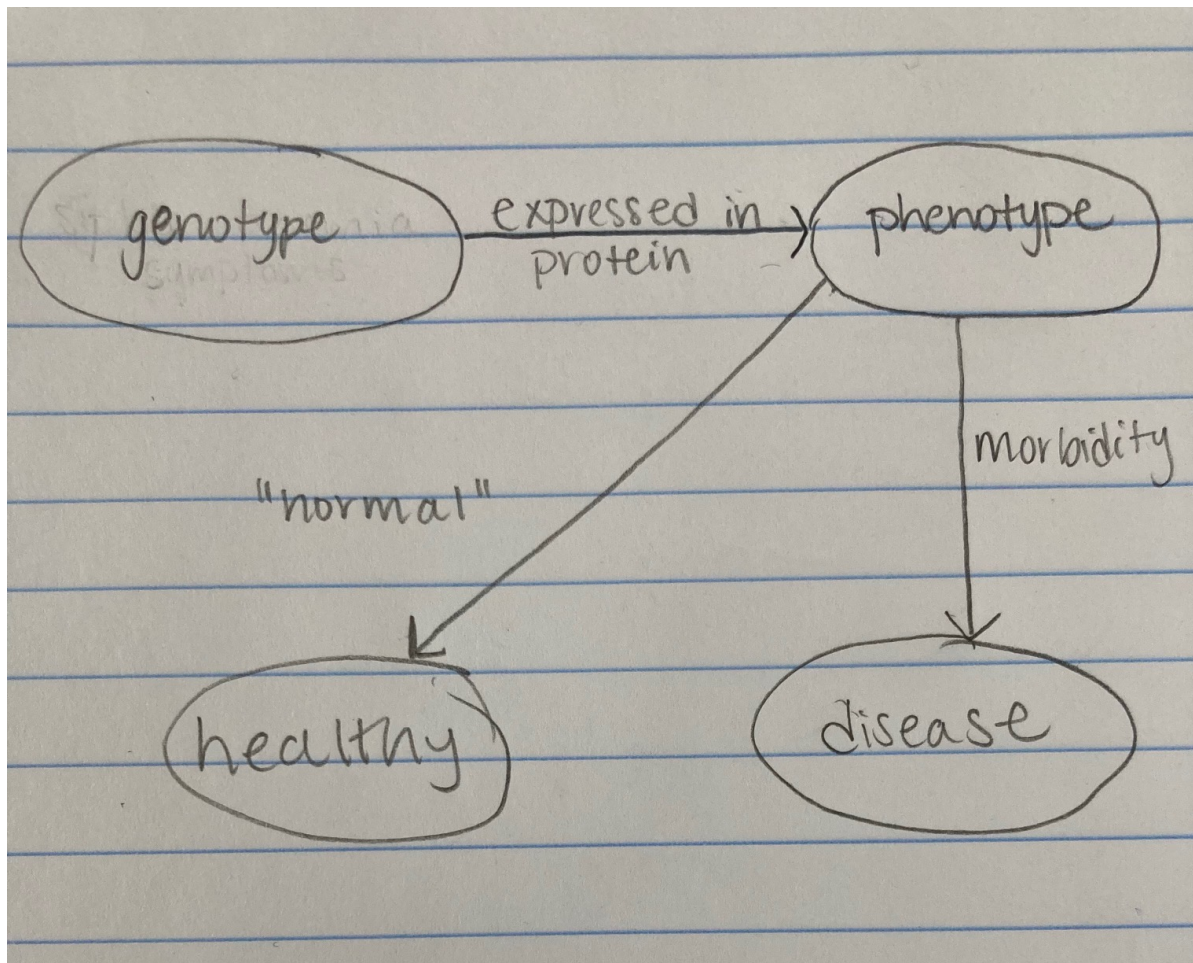 genotype
expressed in
protein
phenotype
"normal"
morbidity
healthy
disease